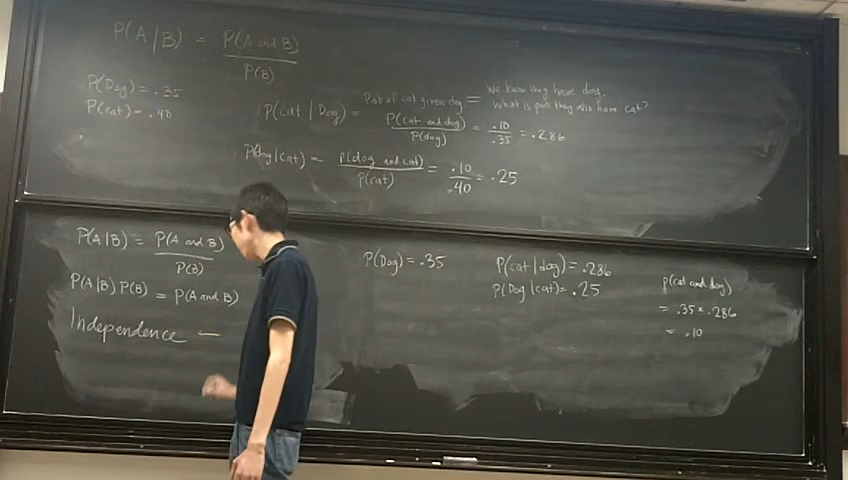 P(A|B) = P(A and B)
P(B)
P(Dog) = .35
P(cat) = .40
P(cat | Dog) = Prob of cat given dog = We know they have dog.
What is prob they also have cat?
P(cat and dog) = .10 = .286
P(dog) .35
P(dog|cat) = P(dog and cat) = .10 = .25
P(cat) .40
P(A|B) = P(A and B)
P(B)
P(A|B) P(B) = P(A and B)
Independence —
P(Dog) = .35
P(cat|dog) = .286
P(Dog|cat) = .25
P(cat and dog)
= .35 * .286
= .10